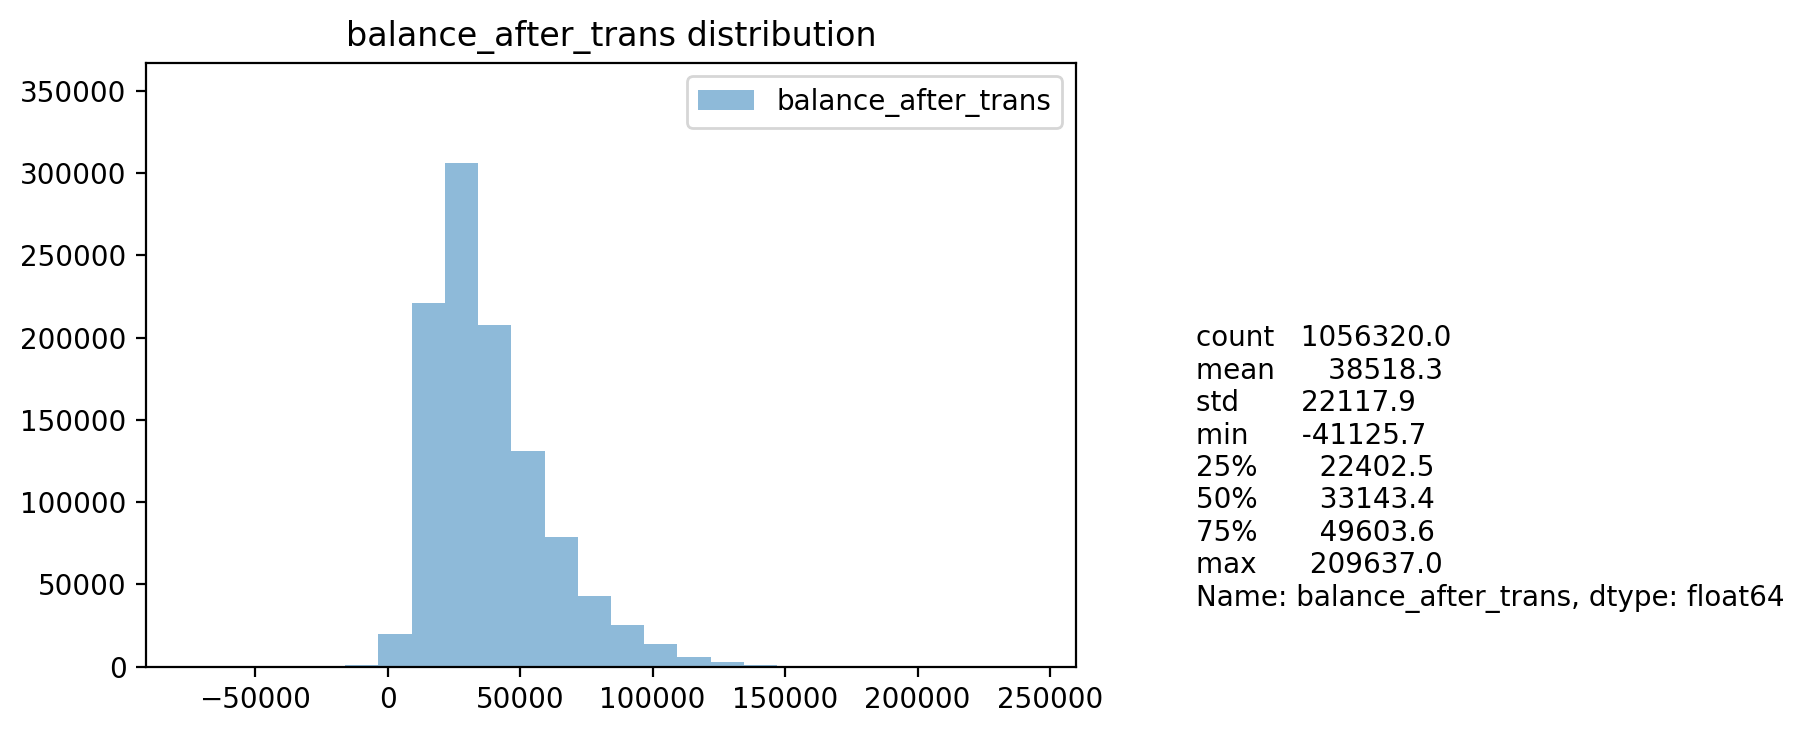 balance_after_trans distribution
balance_after_trans
350000
300000
250000
200000
150000
100000
50000
0
−50000 0 50000 100000 150000 200000 250000
count 1056320.0
mean 38518.3
std 22117.9
min -41125.7
25% 22402.5
50% 33143.4
75% 49603.6
max 209637.0
Name: balance_after_trans, dtype: float64